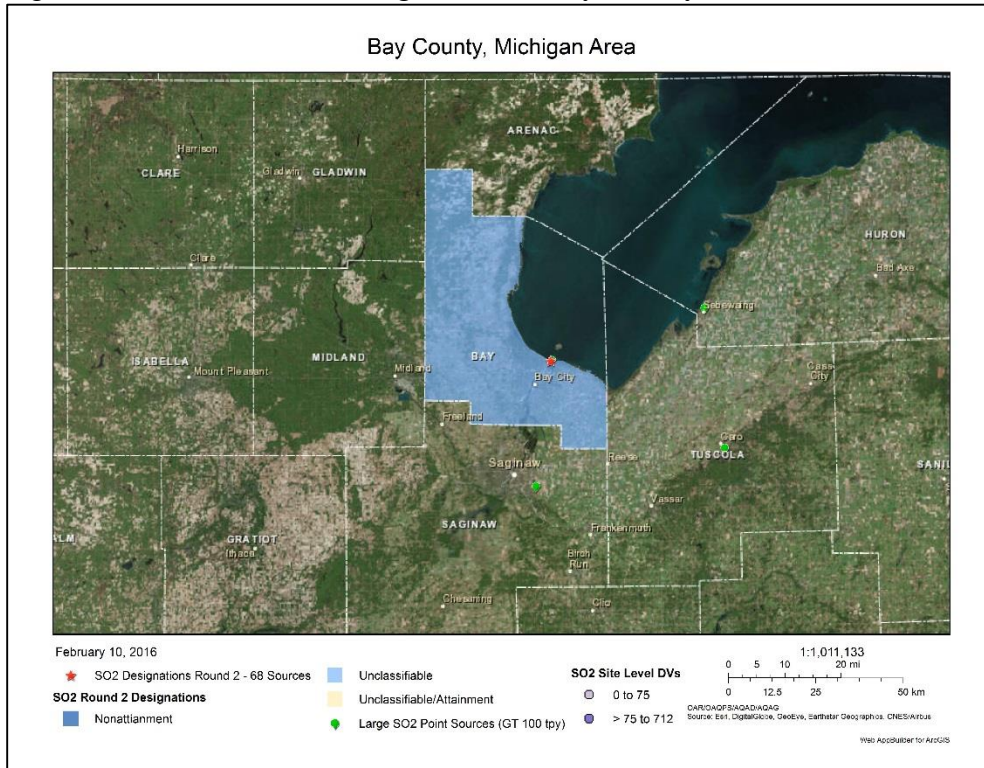 Bay County, Michigan Area
ARENAC
Harrison
CLARE
Gladwin
GLADWIN
HURON
Bad Axe
Clare
Sebewaing
ISABELLA
MIDLAND
BAY
Mount Pleasant
Midland
Bay City
Cass
City
Freeland
Caro
TUSCOLA
Saginaw
Reese
SANIL
Vassar
SAGINAW
Frankenmuth
ALM
GRATIOT
Ithaca
Birch
Run
Chesaning
Clio
February 10, 2016
1:1,011,133
SO2 Designations Round 2 - 68 Sources
SO2 Round 2 Designations
Nonattianment
Unclassifiable
Unclassifiable/Attainment
Large SO2 Point Sources (GT 100 tpy)
SO2 Site Level DVs
0 to 75
> 75 to 712
0 5 10 20 mi
0 12.5 25 50 km
OAR/OAQPS/AQAD/AQAG
Source: Esri, DigitalGlobe, GeoEye, Earthstar Geographics, CNES/Airbus
Web AppBuilder for ArcGIS